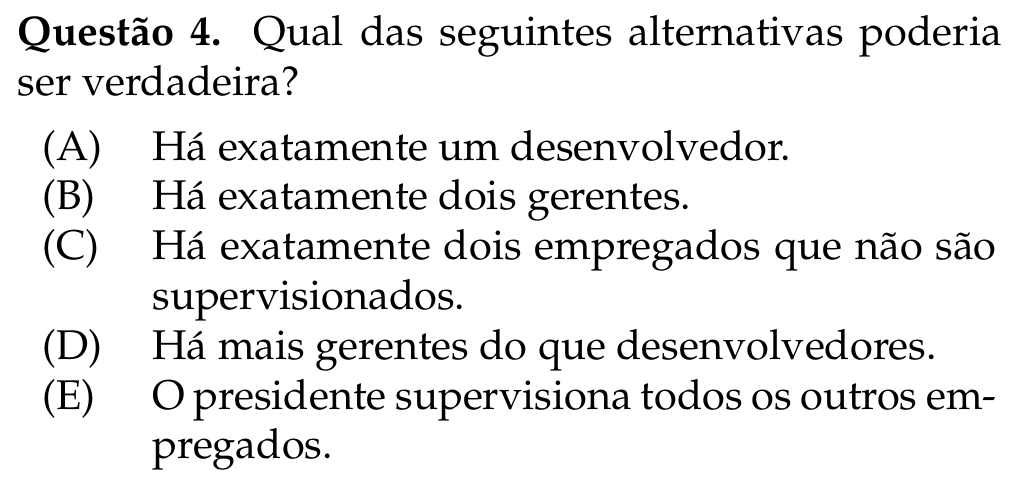 Questão 4. Qual das seguintes alternativas poderia
ser verdadeira?
(A) Há exatamente um desenvolvedor.
(B) Há exatamente dois gerentes.
(C) Há exatamente dois empregados que não são
supervisionados.
(D) Há mais gerentes do que desenvolvedores.
(E) O presidente supervisiona todos os outros em-
pregados.